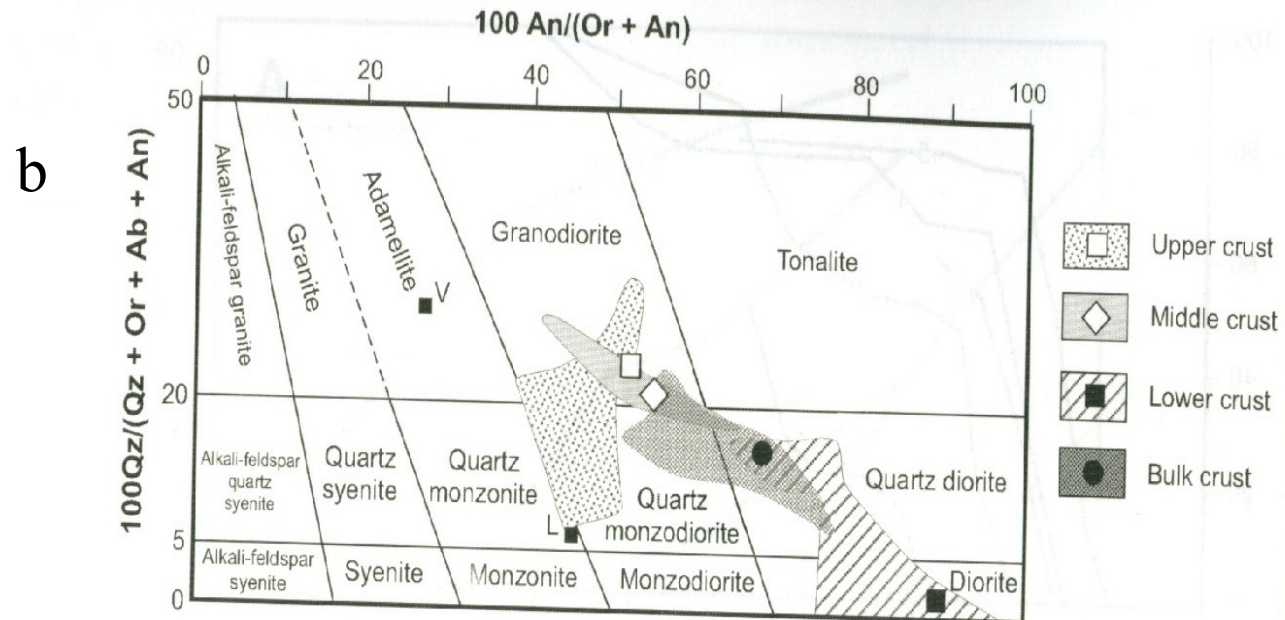 100 An/(Or + An)
0 20 40 60 80 100
b
100Qz/(Qz + Or + Ab + An)
50
20
5
0
Alkali-feldspar granite
Granite
Adamellite
V
Granodiorite
Tonalite
Alkali-feldspar
quartz
syenite
Quartz
syenite
Quartz
monzonite
Quartz
monzodiorite
Quartz diorite
L
Alkali-feldspar
syenite
Syenite
Monzonite
Monzodiorite
Diorite
Upper crust
Middle crust
Lower crust
Bulk crust